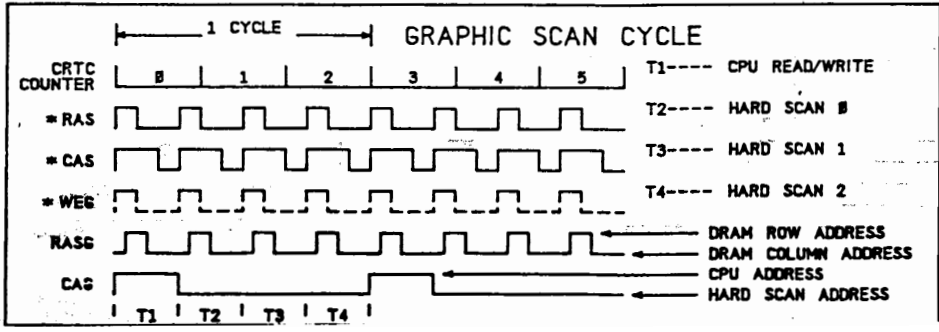 1 CYCLE
GRAPHIC SCAN CYCLE
CRTC COUNTER
0 1 2 3 4 5
*RAS
*CAS
*WEG
RASG
CAG
T1 T2 T3 T4
T1---- CPU READ/WRITE
T2---- HARD SCAN 0
T3---- HARD SCAN 1
T4---- HARD SCAN 2
DRAM ROW ADDRESS
DRAM COLUMN ADDRESS
CPU ADDRESS
HARD SCAN ADDRESS